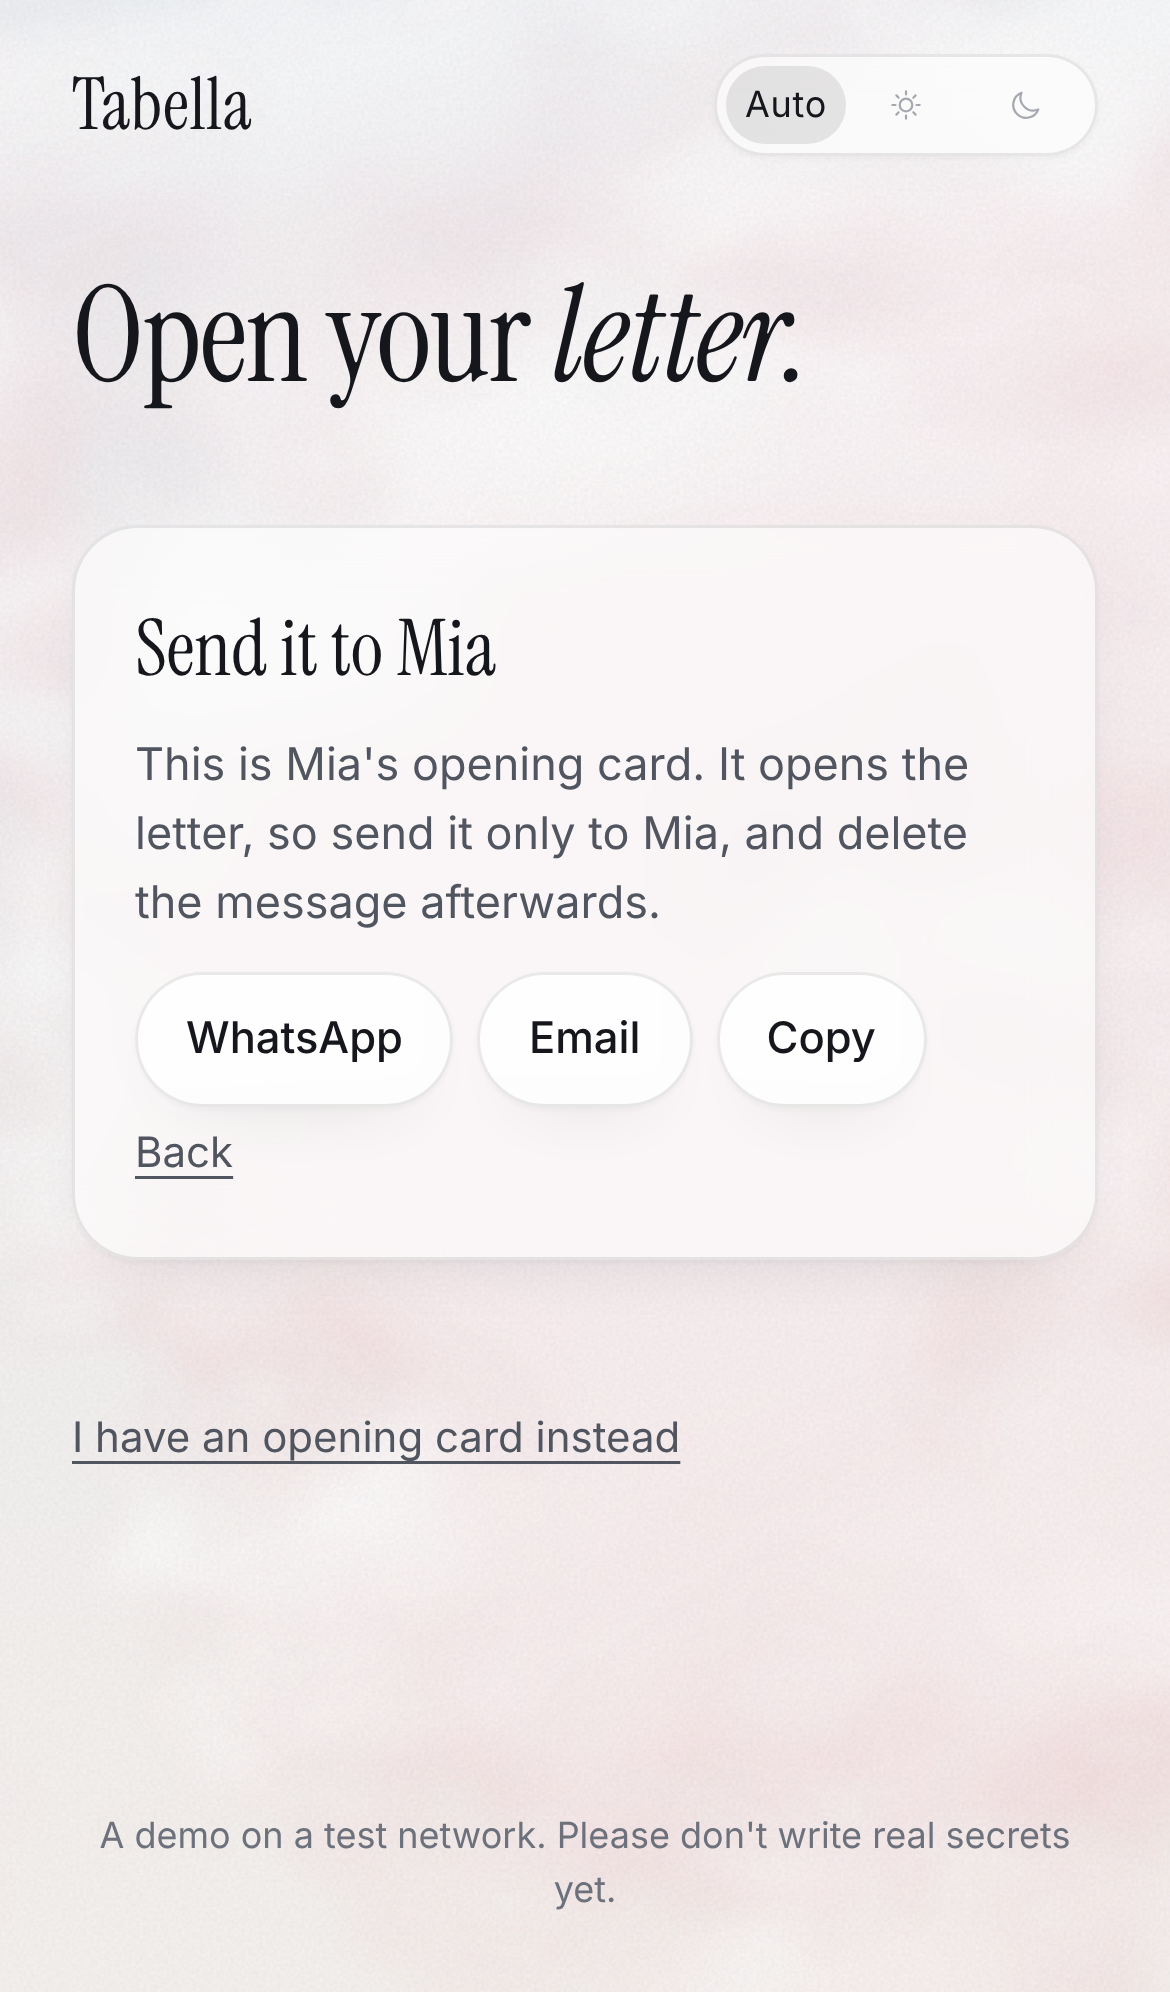 Tabella
Auto
Open your letter.
Send it to Mia
This is Mia's opening card. It opens the
letter, so send it only to Mia, and delete
the message afterwards.
WhatsApp Email Copy
Back
I have an opening card instead
A demo on a test network. Please don't write real secrets
yet.